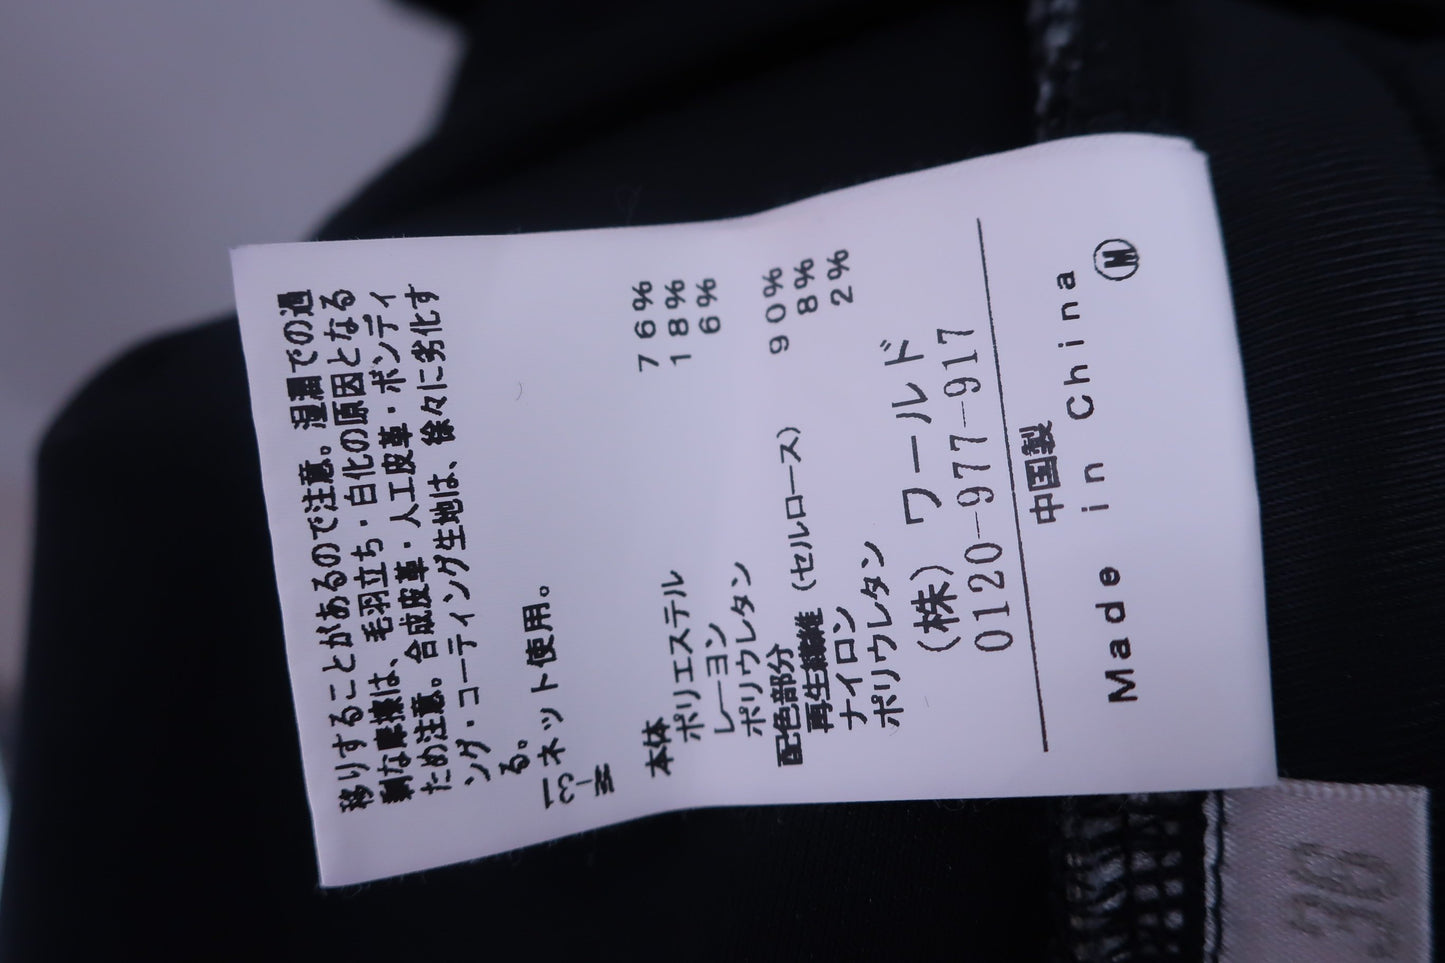 移りすることがあるので注意。湿潤での過
剰な摩擦は、毛羽立ち・白化の原因となる
ため注意。合成皮革・人工皮革・ボンディ
ング・コーティング生地は、徐々に劣化す
る。
ネット使用。
本体
ポリエステル 76%
レーヨン 18%
ポリウレタン 6%
配色部分
再生繊維(セルロース) 90%
ナイロン 8%
ポリウレタン 2%
(株)ワールド
0120-977-917
中国製
Made in China
M
38